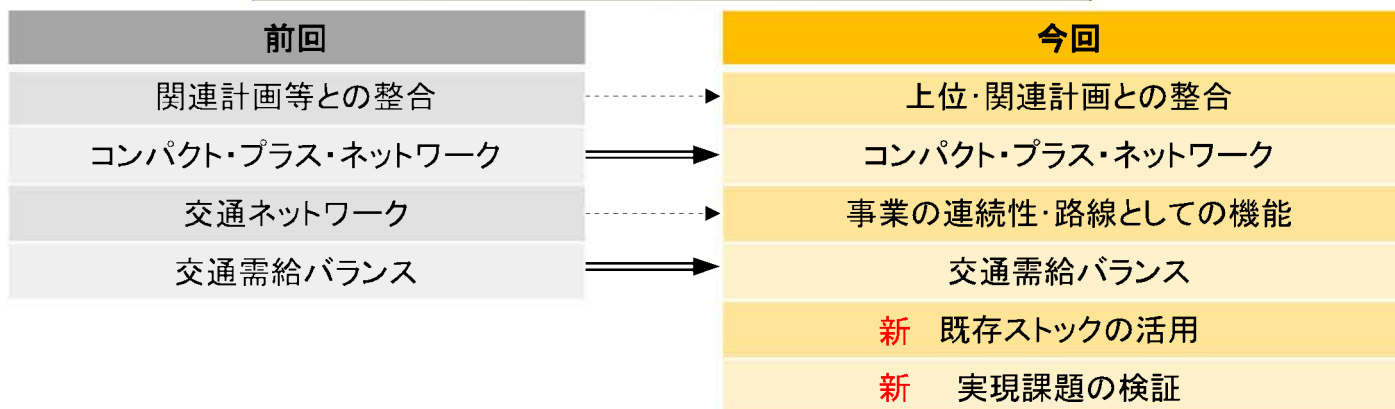 前回
今回
関連計画等との整合
上位･関連計画との整合
コンパクト・プラス・ネットワーク
コンパクト・プラス・ネットワーク
交通ネットワーク
事業の連続性･路線としての機能
交通需給バランス
交通需給バランス
新 既存ストックの活用
新 実現課題の検証